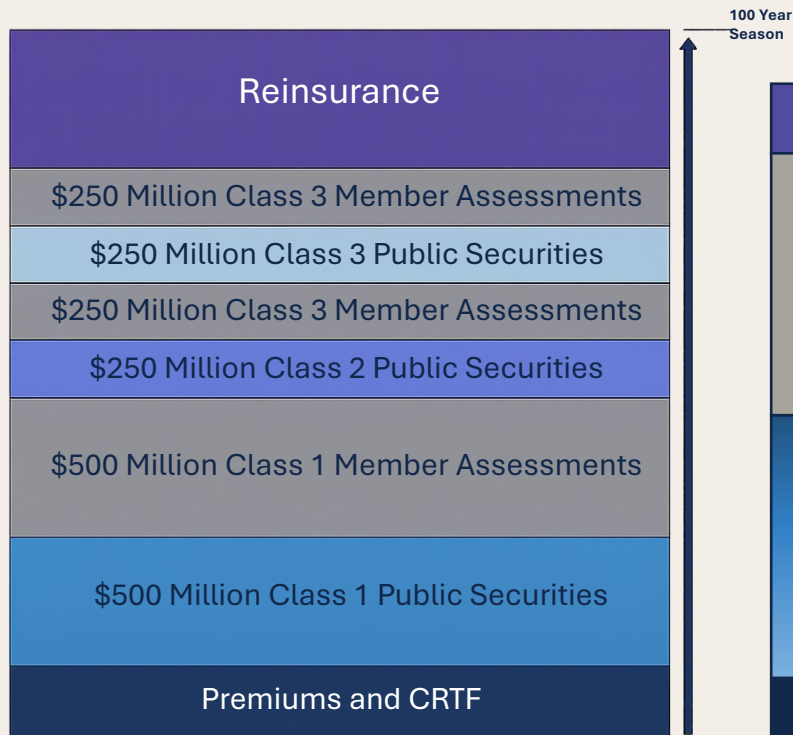 100 Year
Season
Reinsurance
$250 Million Class 3 Member Assessments
$250 Million Class 3 Public Securities
$250 Million Class 3 Member Assessments
$250 Million Class 2 Public Securities
$500 Million Class 1 Member Assessments
$500 Million Class 1 Public Securities
Premiums and CRTF